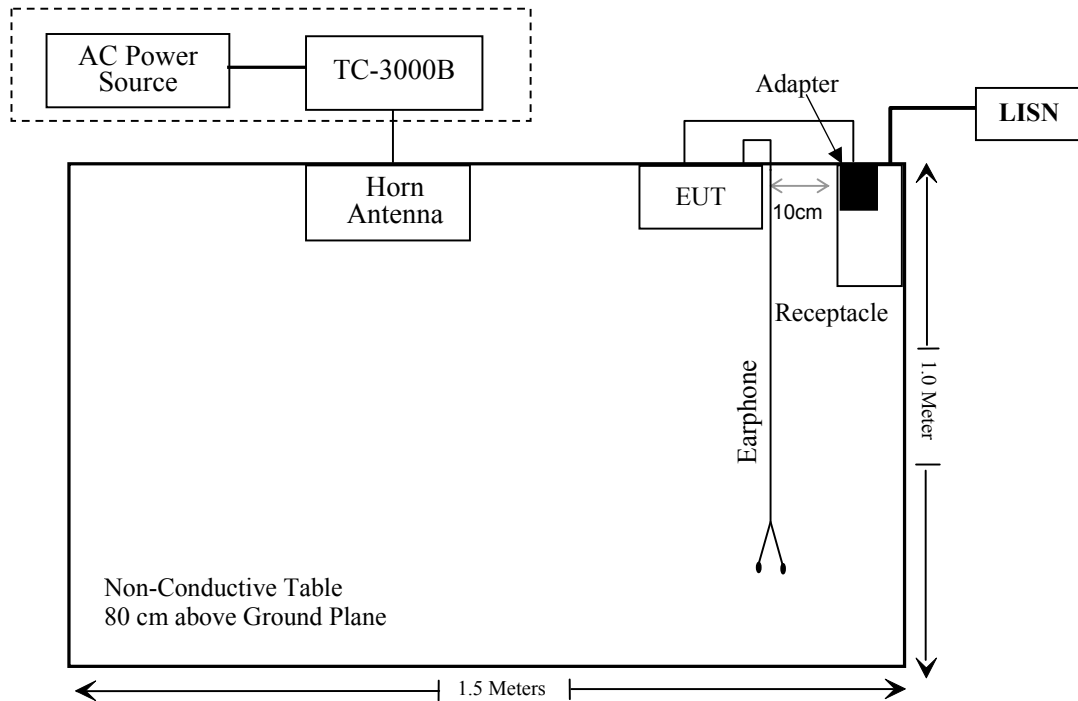 AC Power
Source
TC-3000B
Adapter
LISN
Horn
Antenna
EUT
10cm
Receptacle
Earphone
1.0 Meter
Non-Conductive Table
80 cm above Ground Plane
1.5 Meters